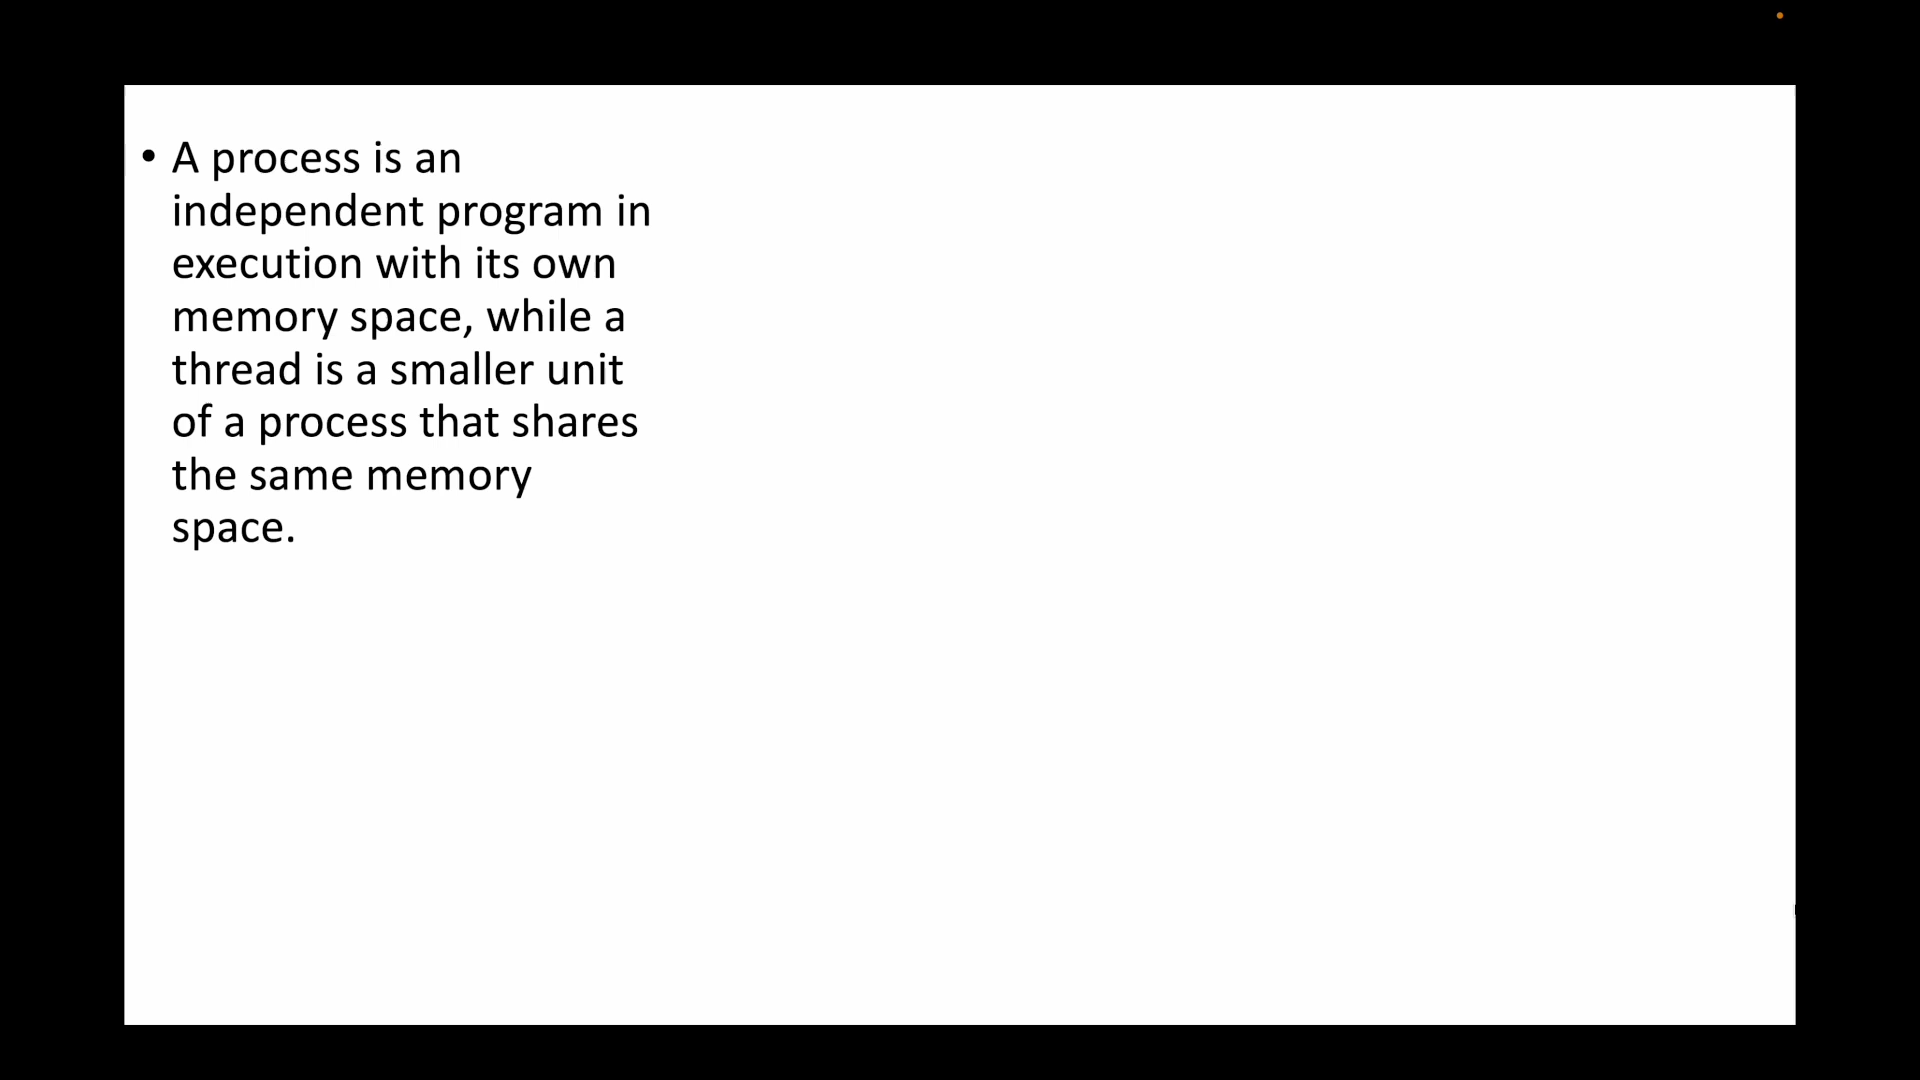 • A process is an
independent program in
execution with its own
memory space, while a
thread is a smaller unit
of a process that shares
the same memory
space.